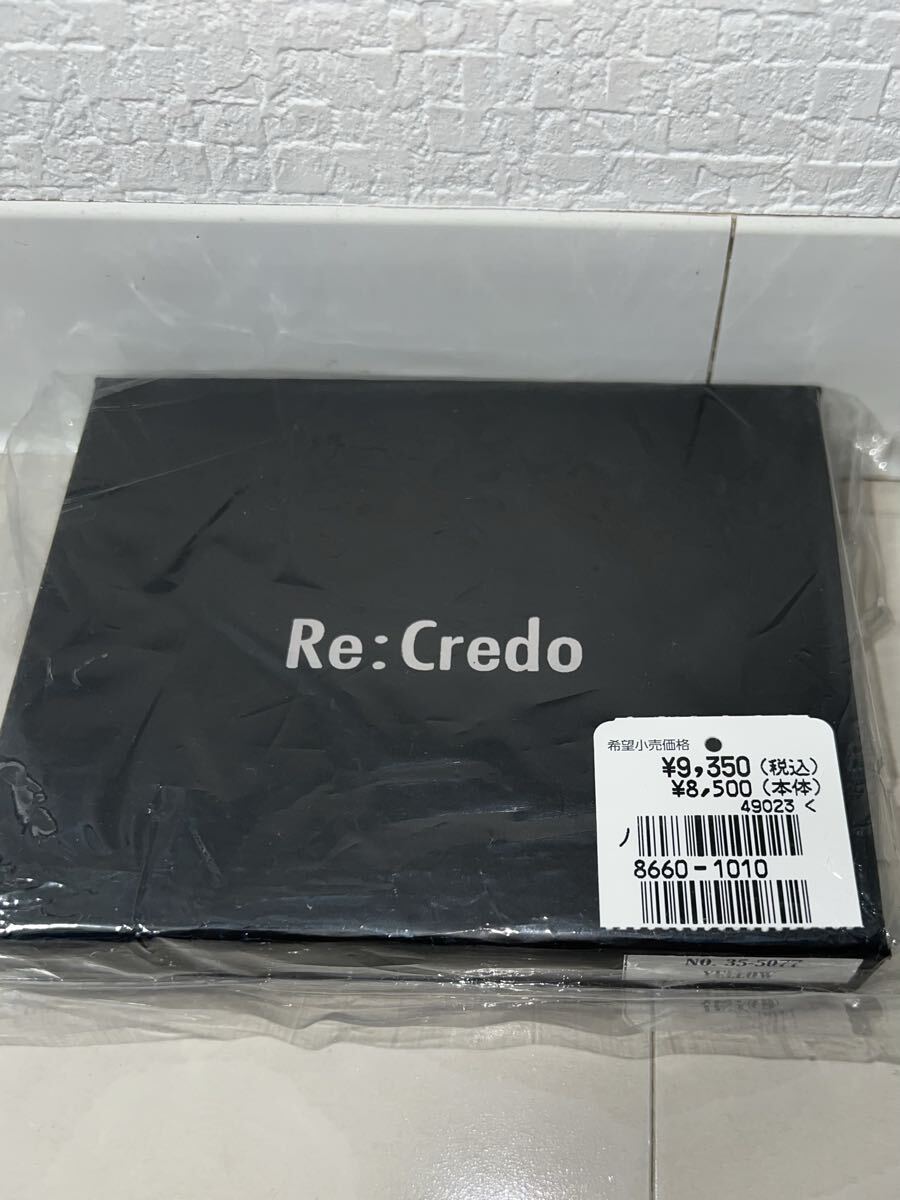 Re:Credo
希望小売価格
¥9,350(税込)
¥8,500(本体)
49023 <
ノ
8660-1010
NO. 35-5077
YELLOW